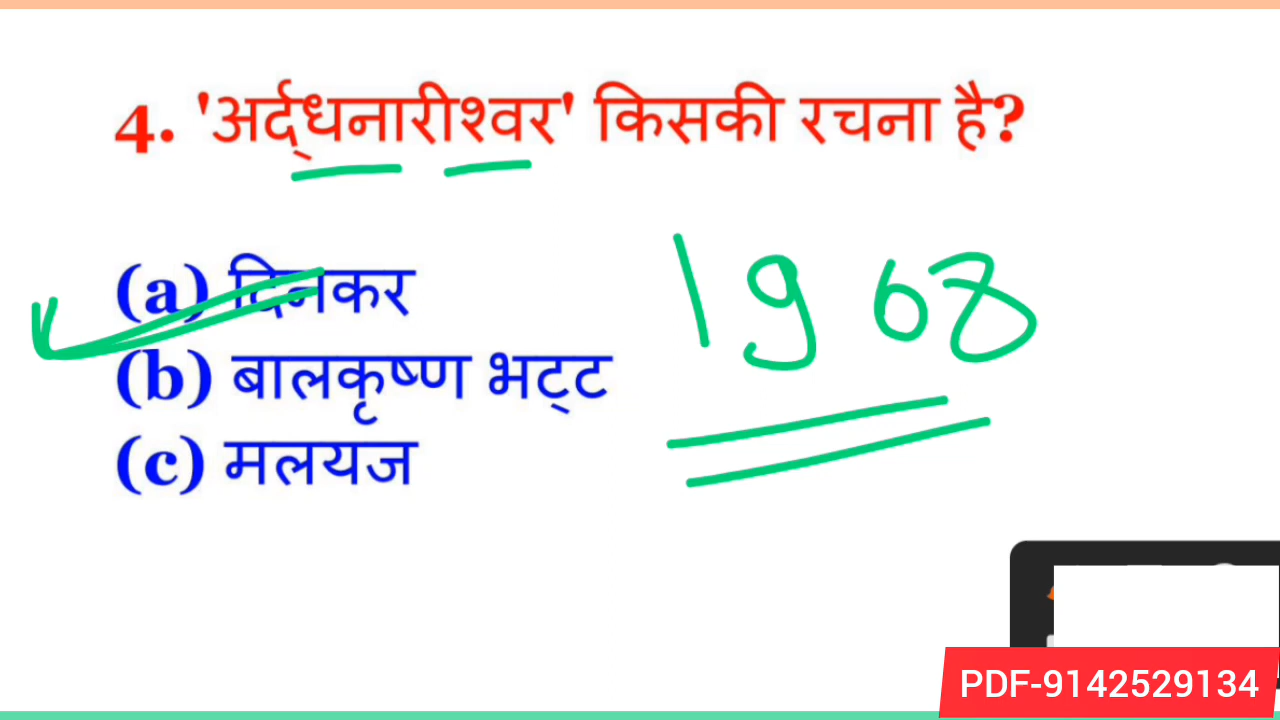 4. 'अर्द्धनारीश्वर' किसकी रचना है?
(a) दिनकर
(b) बालकृष्ण भट्ट
(c) मलयज
1968
PDF-9142529134